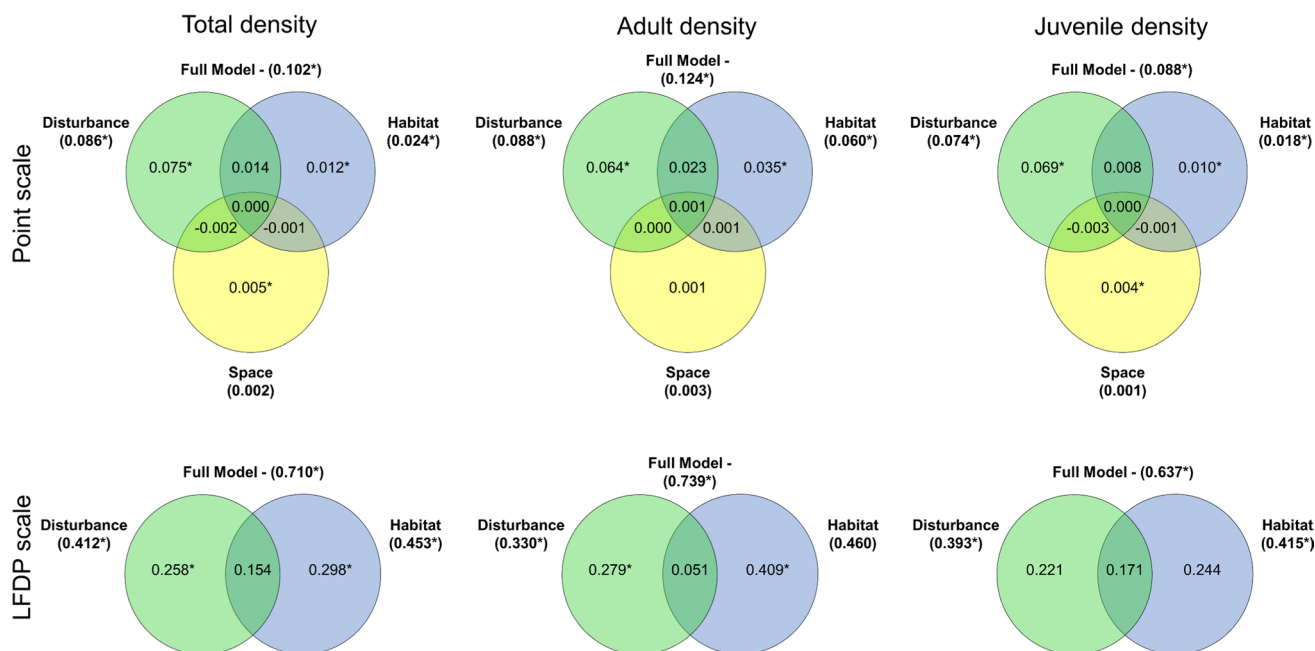 Total density
Adult density
Juvenile density
Point scale
Full Model - (0.102*)
Disturbance
(0.086*)
Habitat
(0.024*)
0.075*
0.014
0.012*
0.000
-0.002
-0.001
0.005*
Space
(0.002)
Full Model -
(0.124*)
Disturbance
(0.088*)
Habitat
(0.060*)
0.064*
0.023
0.035*
0.001
0.000
0.001
0.001
Space
(0.003)
Full Model - (0.088*)
Disturbance
(0.074*)
Habitat
(0.018*)
0.069*
0.008
0.010*
0.000
-0.003
-0.001
0.004*
Space
(0.001)
LFDP scale
Full Model - (0.710*)
Disturbance
(0.412*)
Habitat
(0.453*)
0.258*
0.154
0.298*
Full Model -
(0.739*)
Disturbance
(0.330*)
Habitat
(0.460)
0.279*
0.051
0.409*
Full Model - (0.637*)
Disturbance
(0.393*)
Habitat
(0.415*)
0.221
0.171
0.244